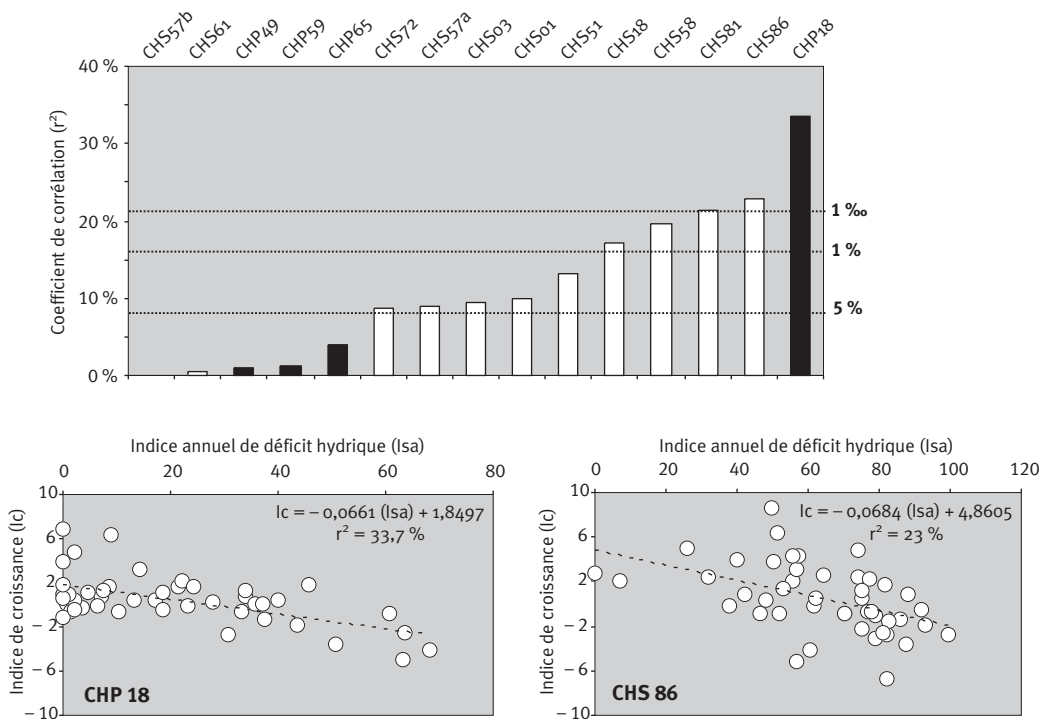 CHS57b CHS61 CHP49 CHP59 CHP65 CHS72 CHS57a CHS03 CHS01 CHS51 CHS18 CHS58 CHS81 CHS86 CHP18
Coefficient de corrélation (r²)
40 %
30 %
20 %
10 %
0 %
1 ‰
1 %
5 %
Indice annuel de déficit hydrique (Isa)
0 20 40 60 80
Indice de croissance (Ic)
10
6
2
– 2
– 6
– 10
Ic = – 0,0661 (Isa) + 1,8497
r² = 33,7 %
CHP 18
Indice annuel de déficit hydrique (Isa)
0 20 40 60 80 100 120
Indice de croissance (Ic)
10
6
2
– 2
– 6
– 10
Ic = – 0,0684 (Isa) + 4,8605
r² = 23 %
CHS 86